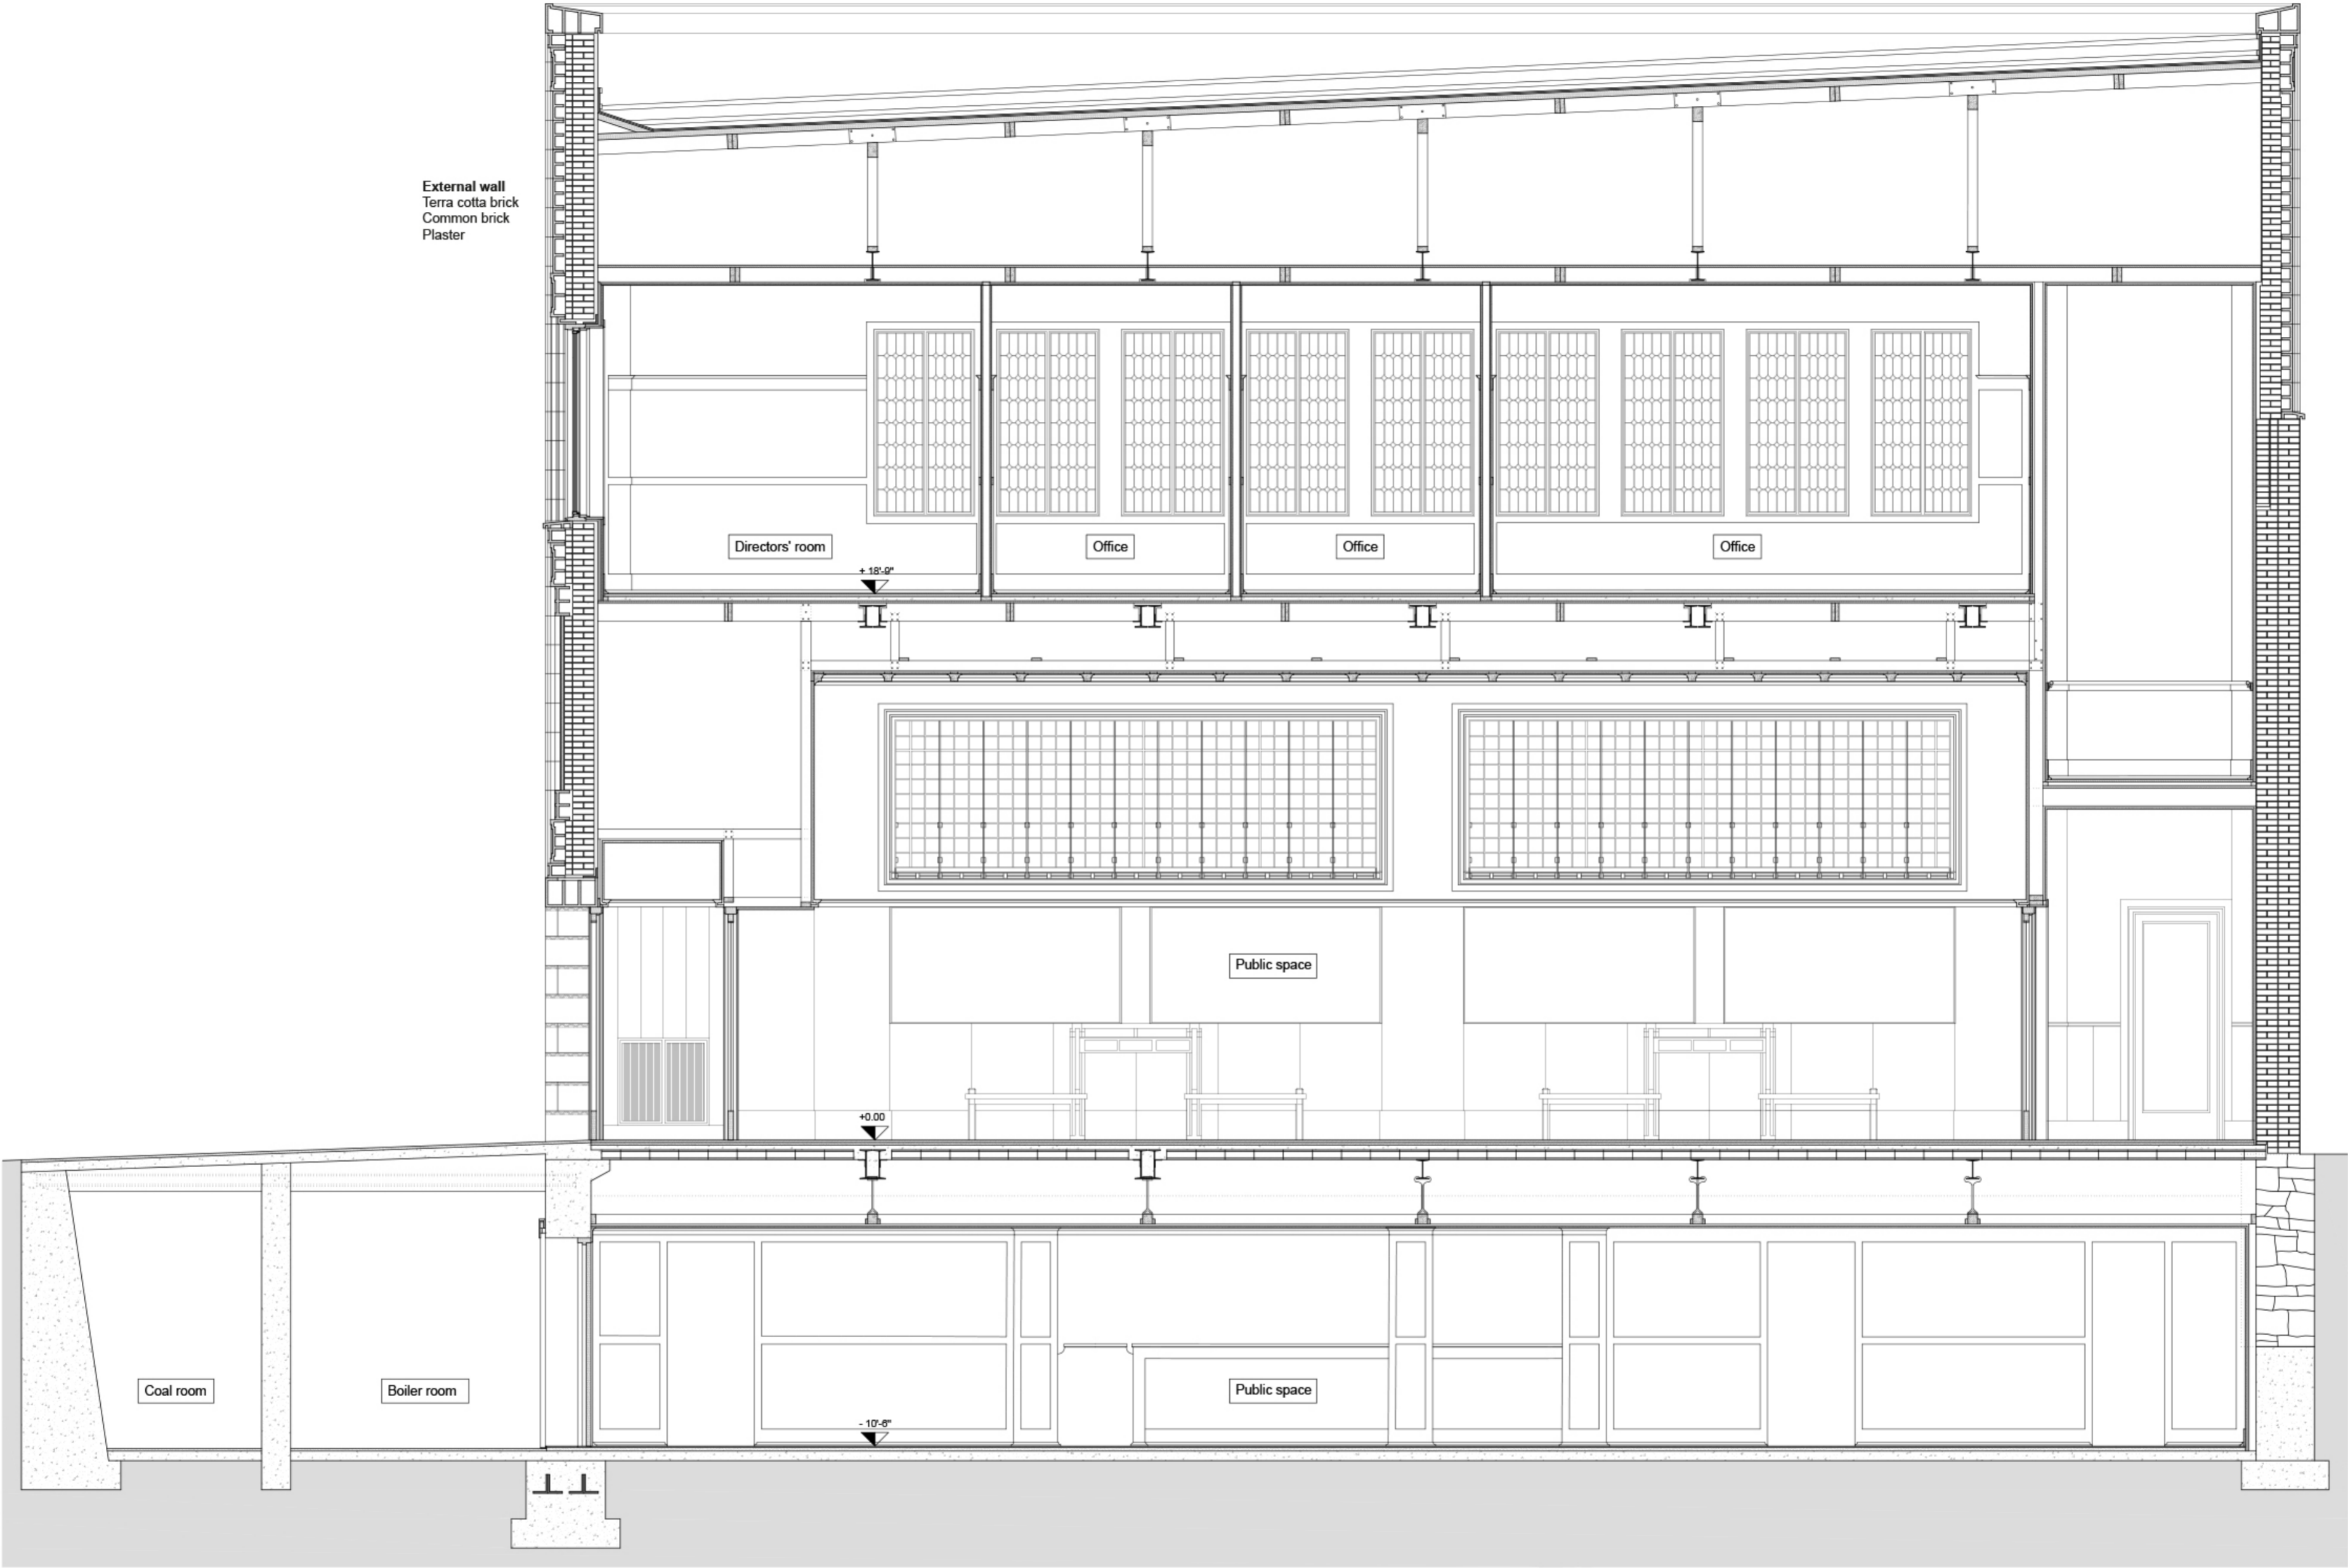 External wall
Terra cotta brick
Common brick
Plaster
Directors' room
Office
Office
Office
+ 18'-9"
Public space
+0.00
Coal room
Boiler room
Public space
- 10'-6"